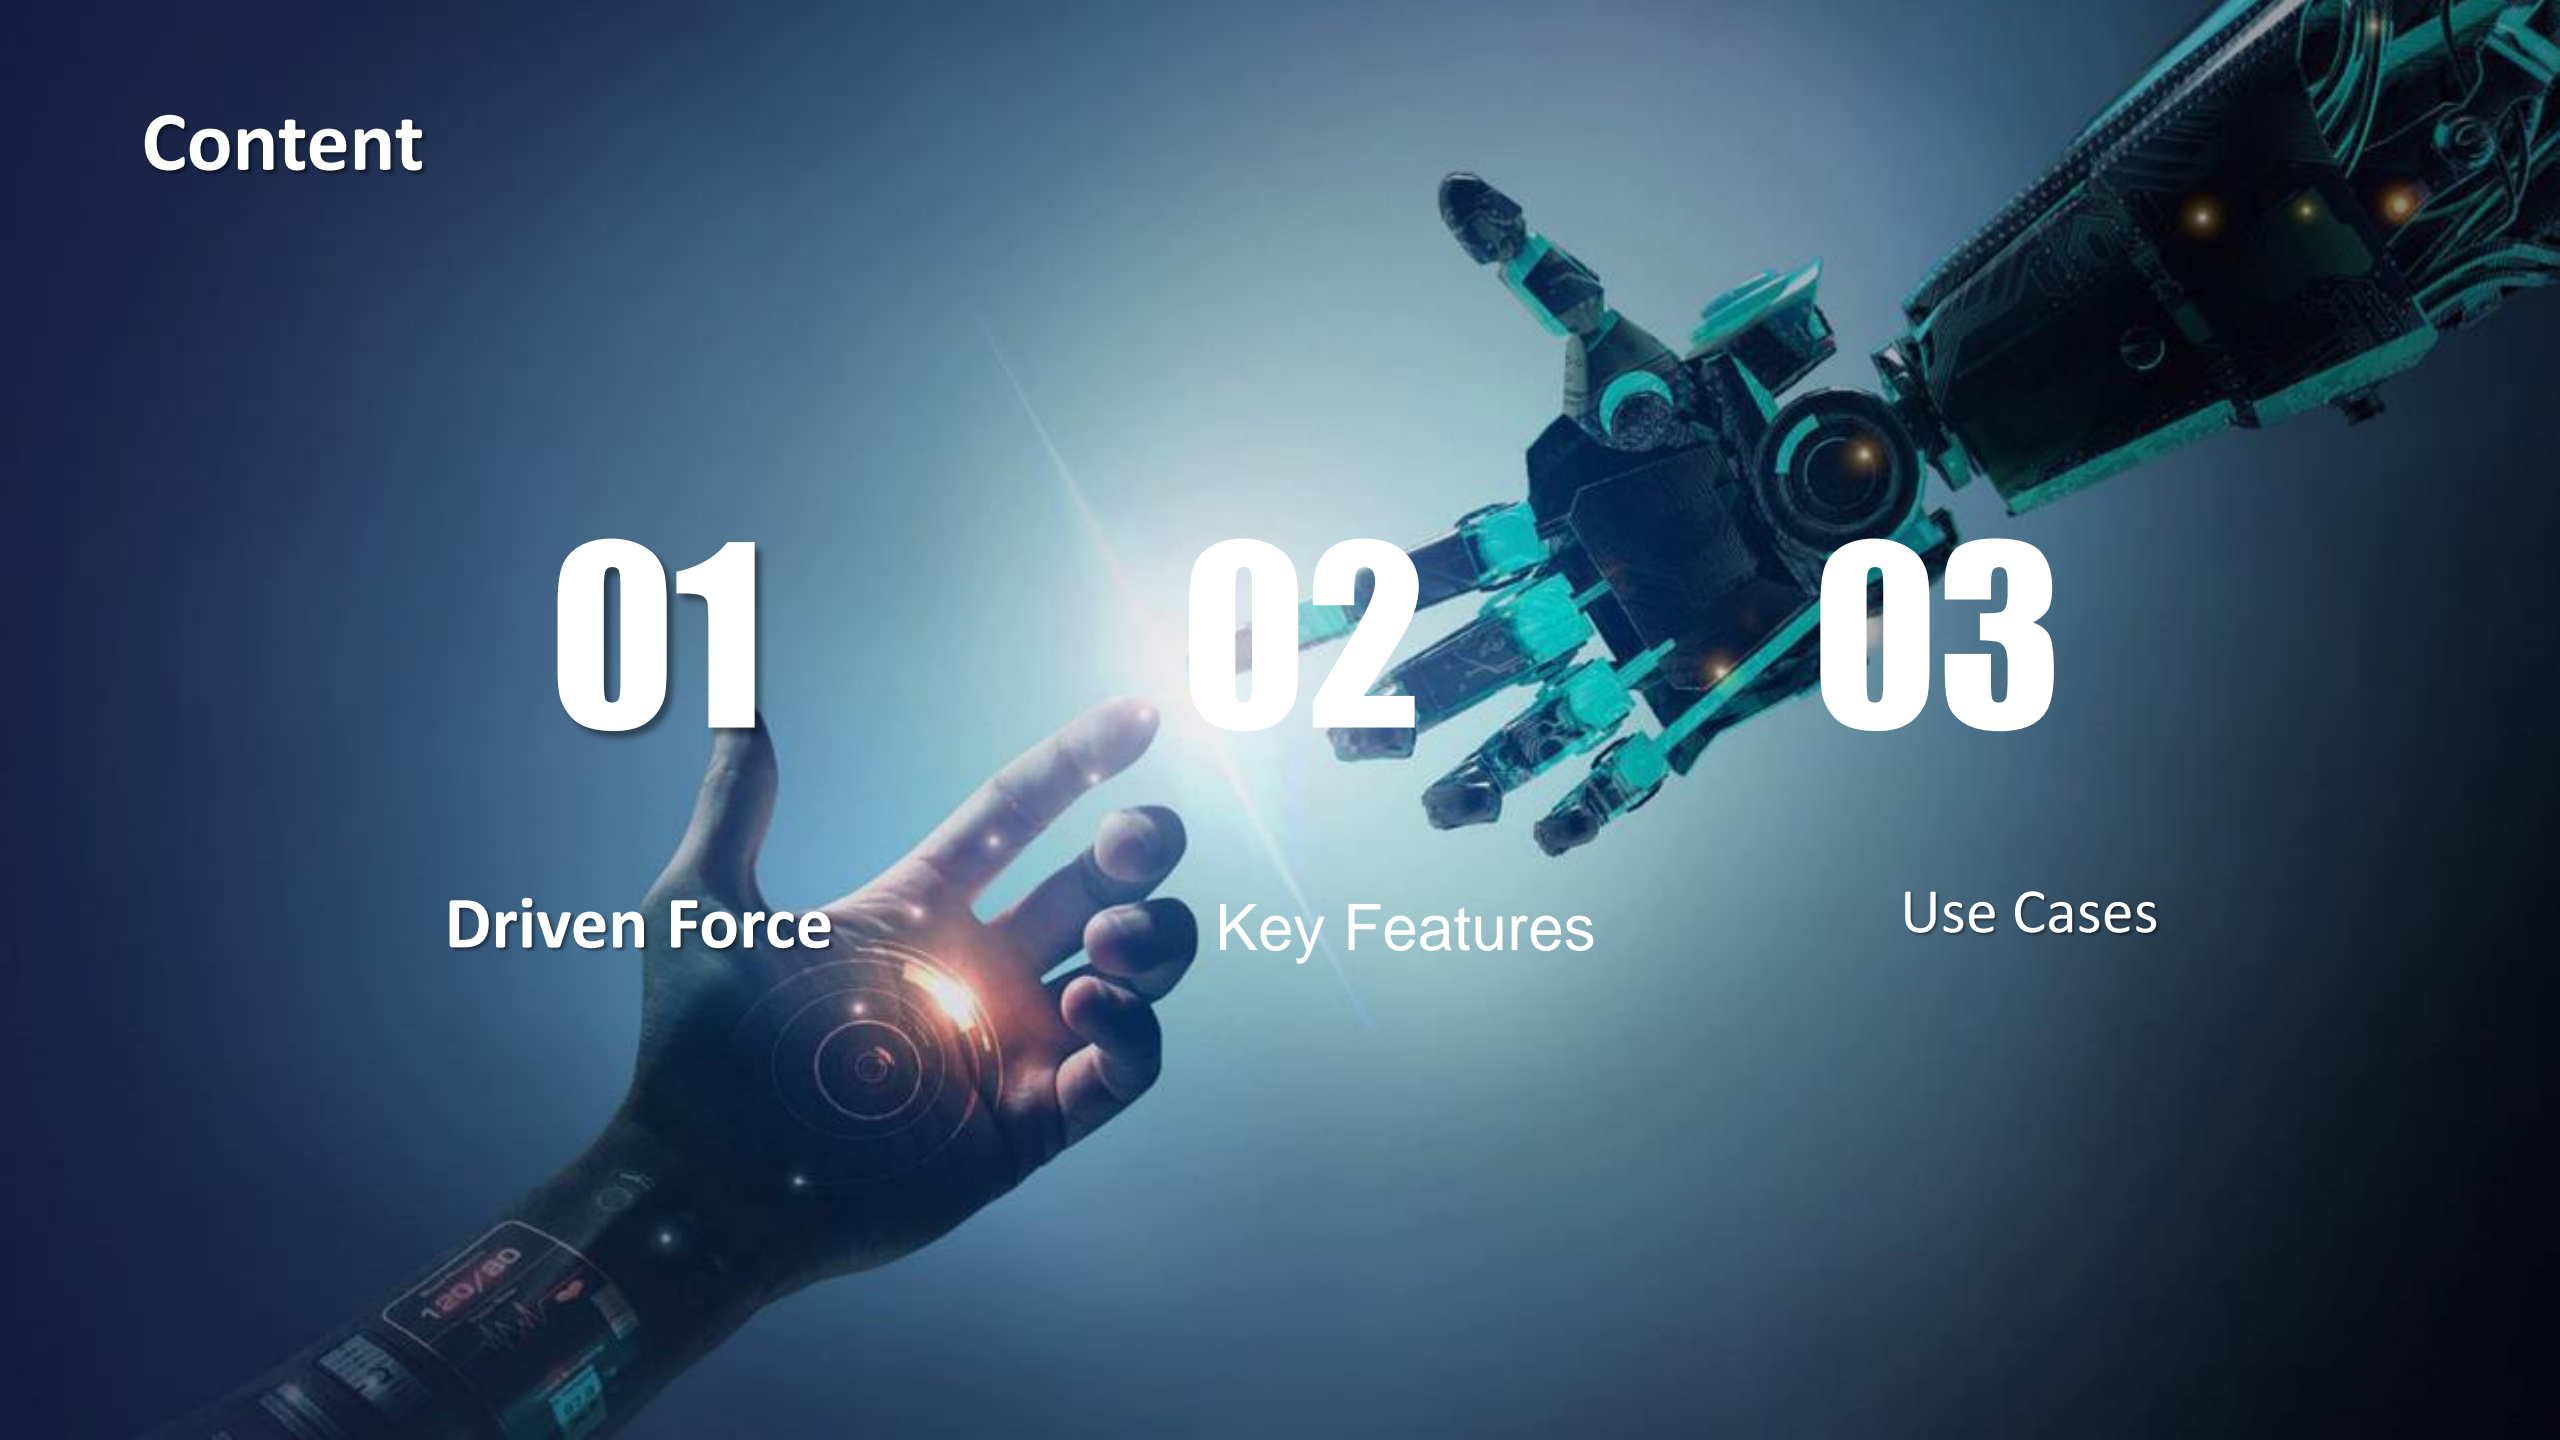 Content
01
02
03
Driven Force
Key Features
Use Cases
120/80